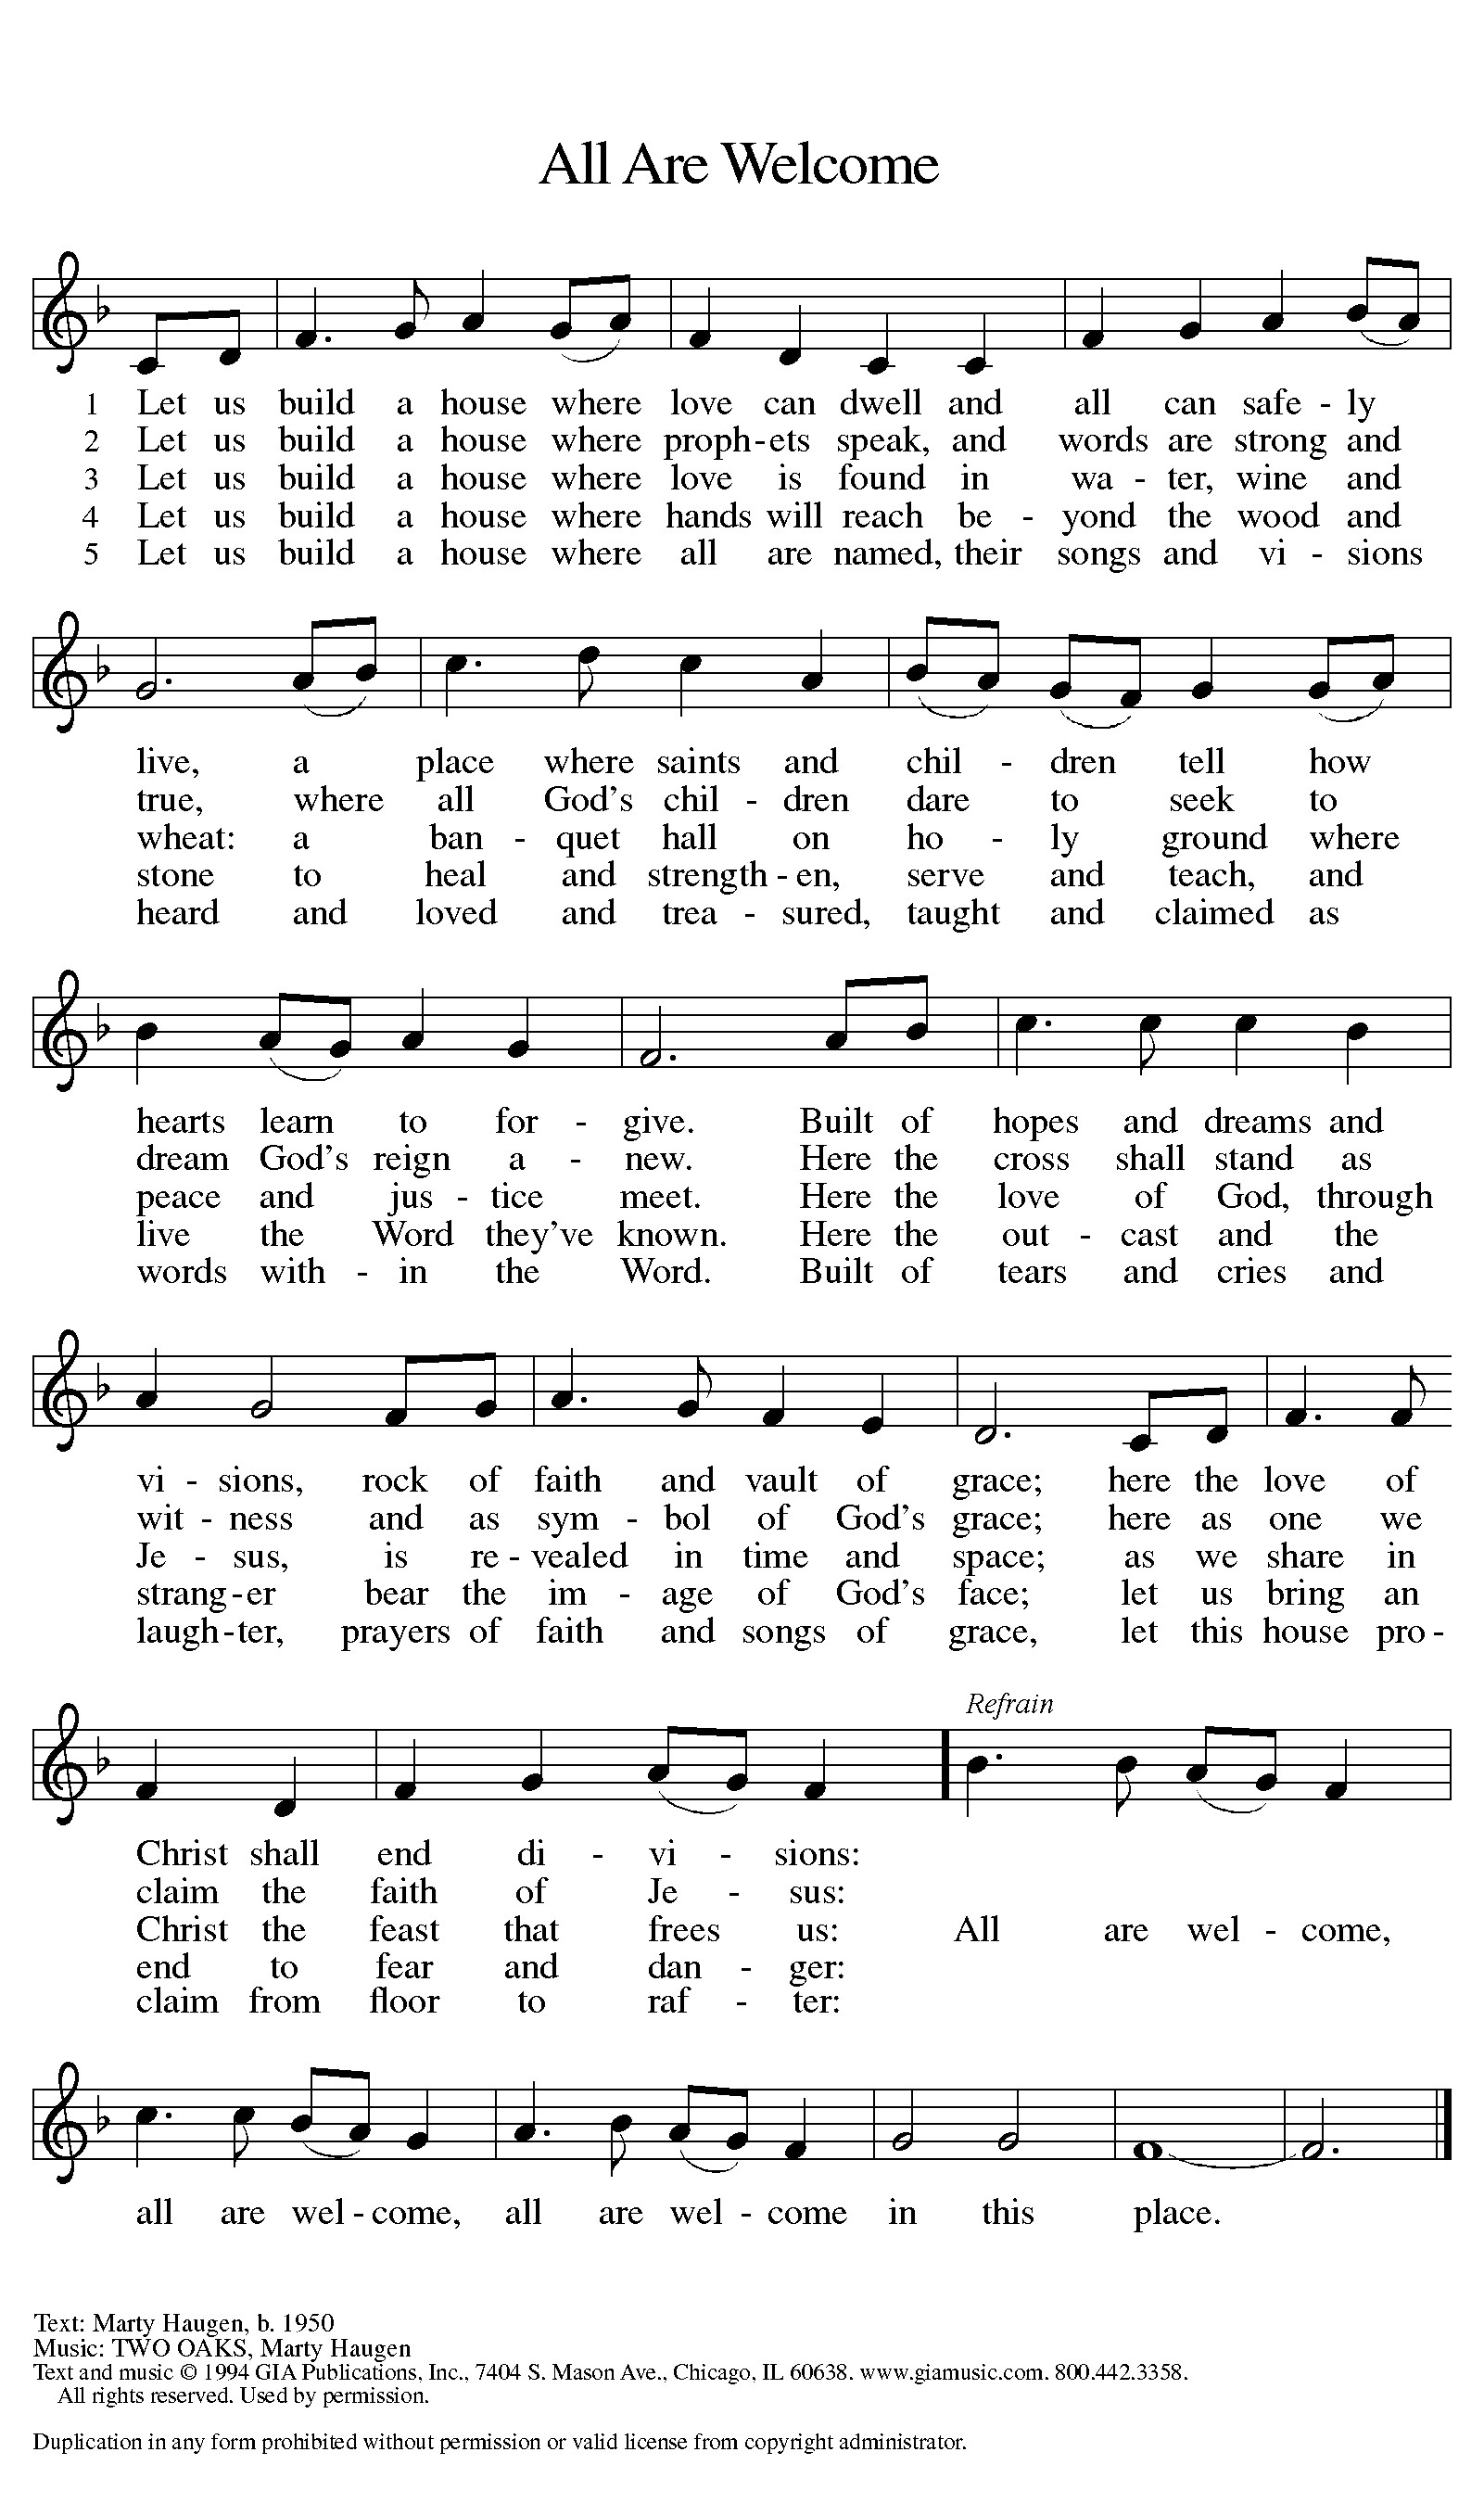 All Are Welcome
1 Let us build a house where love can dwell and all can safe - ly
2 Let us build a house where proph - ets speak, and words are strong and
3 Let us build a house where love is found in wa - ter, wine and
4 Let us build a house where hands will reach be - yond the wood and
5 Let us build a house where all are named, their songs and vi - sions
live, a place where saints and chil - dren tell how
true, where all God's chil - dren dare to seek to
wheat: a ban - quet hall on ho - ly ground where
stone to heal and strength - en, serve and teach, and
heard and loved and trea - sured, taught and claimed as
hearts learn to for - give. Built of hopes and dreams and
dream God's reign a - new. Here the cross shall stand as
peace and jus - tice meet. Here the love of God, through
live the Word they've known. Here the out - cast and the
words with - in the Word. Built of tears and cries and
vi - sions, rock of faith and vault of grace; here the love of
wit - ness and as sym - bol of God's grace; here as one we
Je - sus, is re - vealed in time and space; as we share in
strang - er bear the im - age of God's face; let us bring an
laugh - ter, prayers of faith and songs of grace, let this house pro -
Refrain
Christ shall end di - vi - sions:
claim the faith of Je - sus:
Christ the feast that frees us: All are wel - come,
end to fear and dan - ger:
claim from floor to raf - ter:
all are wel - come, all are wel - come in this place.
Text: Marty Haugen, b. 1950
Music: TWO OAKS, Marty Haugen
Text and music © 1994 GIA Publications, Inc., 7404 S. Mason Ave., Chicago, IL 60638. www.giamusic.com. 800.442.3358.
All rights reserved. Used by permission.
Duplication in any form prohibited without permission or valid license from copyright administrator.